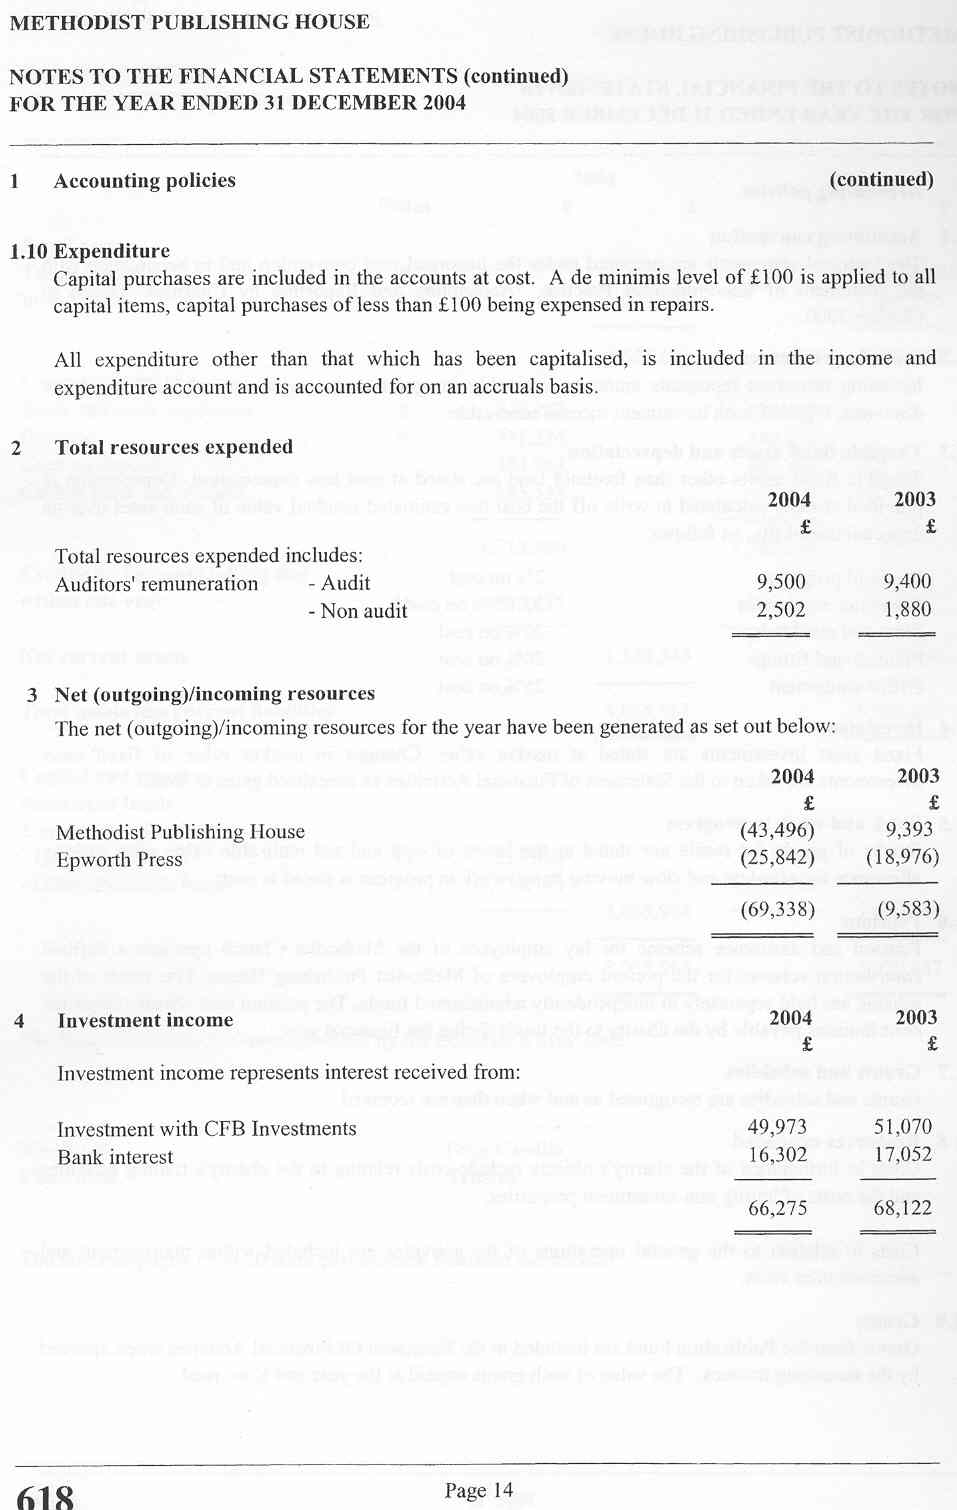 METHODIST PUBLISHING HOUSE
NOTES TO THE FINANCIAL STATEMENTS (continued)
FOR THE YEAR ENDED 31 DECEMBER 2004
1 Accounting policies (continued)
1.10 Expenditure
Capital purchases are included in the accounts at cost. A de minimis level of £100 is applied to all
capital items, capital purchases of less than £100 being expensed in repairs.
All expenditure other than that which has been capitalised, is included in the income and
expenditure account and is accounted for on an accruals basis.
2 Total resources expended
2004 2003
£ £
Total resources expended includes:
Auditors' remuneration - Audit 9,500 9,400
- Non audit 2,502 1,880
3 Net (outgoing)/incoming resources
The net (outgoing)/incoming resources for the year have been generated as set out below:
2004 2003
£ £
Methodist Publishing House (43,496) 9,393
Epworth Press (25,842) (18,976)
(69,338) (9,583)
4 Investment income 2004 2003
£ £
Investment income represents interest received from:
Investment with CFB Investments 49,973 51,070
Bank interest 16,302 17,052
66,275 68,122
Page 14
618